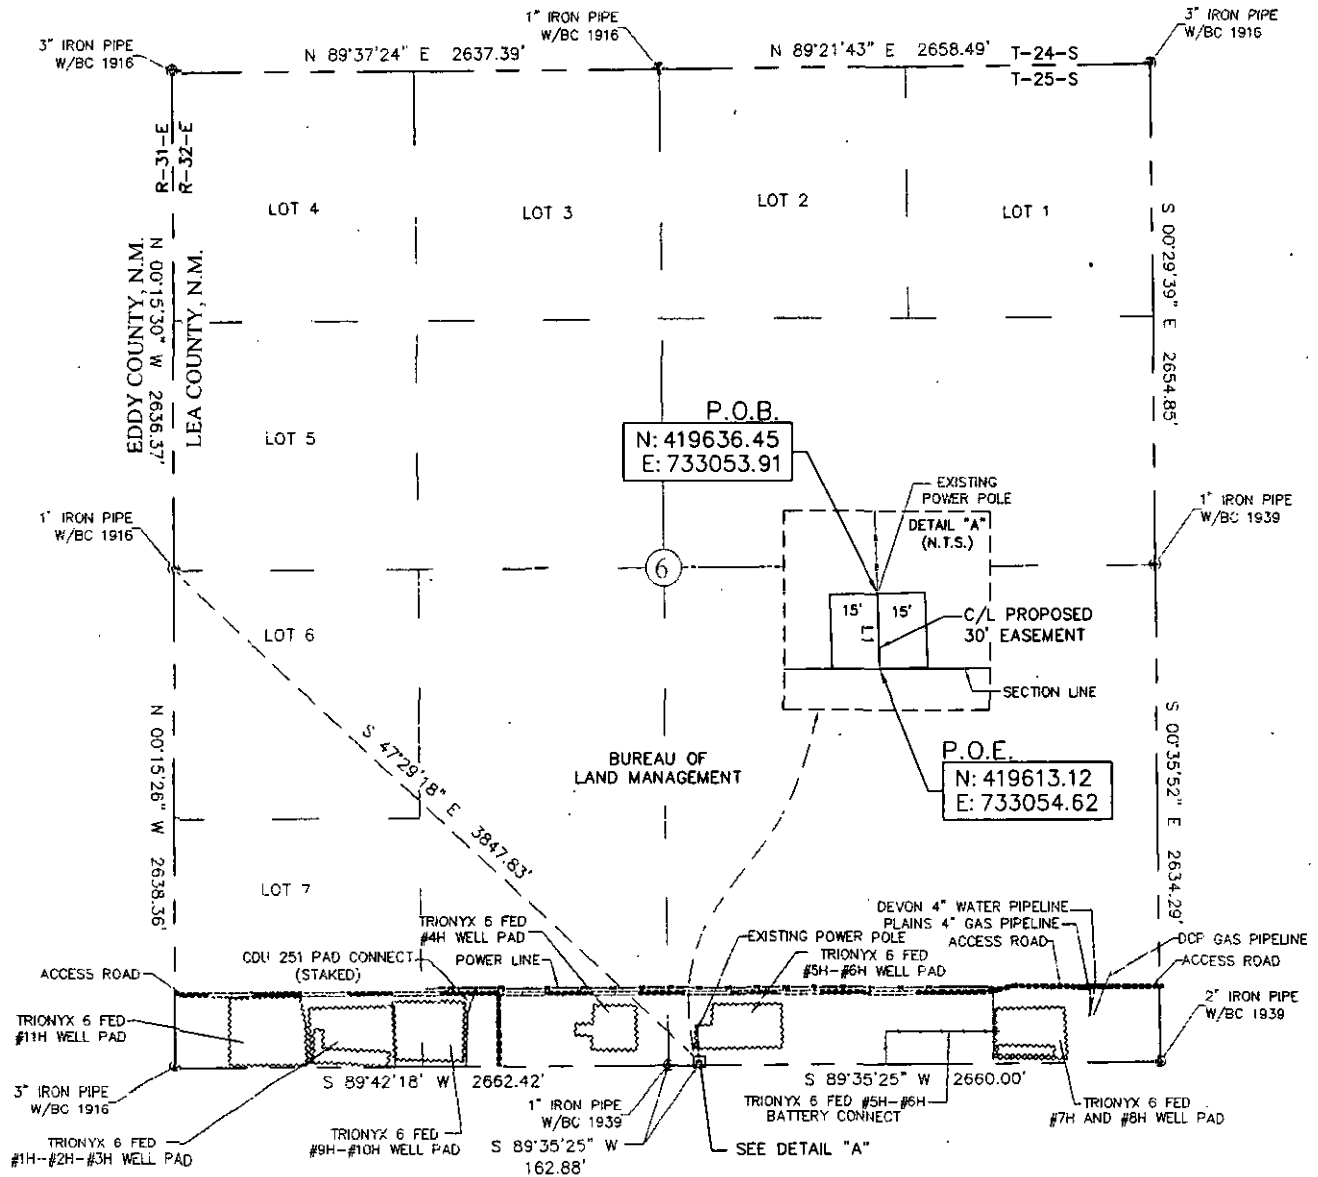 1" IRON PIPE
W/BC 1916
3" IRON PIPE
W/BC 1916
3" IRON PIPE
W/BC 1916
N 89°37'24" E 2637.39'
N 89°21'43" E 2658.49'
T-24-S
T-25-S
R-31-E
R-32-E
LOT 4
LOT 3
LOT 2
LOT 1
EDDY COUNTY, N.M.
N 00°15'30" W 2636.37'
LEA COUNTY, N.M.
S 00°29'39" E 2654.85'
P.O.B.
N: 419636.45
E: 733053.91
LOT 5
EXISTING
POWER POLE
DETAIL "A"
(N.T.S.)
1" IRON PIPE
W/BC 1916
1" IRON PIPE
W/BC 1939
6
15'
15'
L1
C/L PROPOSED
30' EASEMENT
LOT 6
SECTION LINE
N 00°15'26" W 2638.36'
S 47°29'18" E 3847.83'
BUREAU OF
LAND MANAGEMENT
P.O.E.
N: 419613.12
E: 733054.62
S 00°35'52" E 2634.29'
LOT 7
TRIONYX 6 FED
#4H WELL PAD
DEVON 4" WATER PIPELINE
PLAINS 4" GAS PIPELINE
ACCESS ROAD
DCP GAS PIPELINE
ACCESS ROAD
EXISTING POWER POLE
TRIONYX 6 FED
#5H-#6H WELL PAD
CDU 251 PAD CONNECT
(STAKED)
POWER LINE
ACCESS ROAD
TRIONYX 6 FED
#11H WELL PAD
2" IRON PIPE
W/BC 1939
S 89°42'18' W 2662.42'
S 89°35'25" W 2660.00'
3" IRON PIPE
W/BC 1916
1" IRON PIPE
W/BC 1939
TRIONYX 6 FED #5H-#6H
BATTERY CONNECT
TRIONYX 6 FED
#7H AND #8H WELL PAD
TRIONYX 6 FED
#1H--#2H-#3H WELL PAD
TRIONYX 6 FED
#9H-#10H WELL PAD
S 89°35'25" W
162.88'
SEE DETAIL "A"